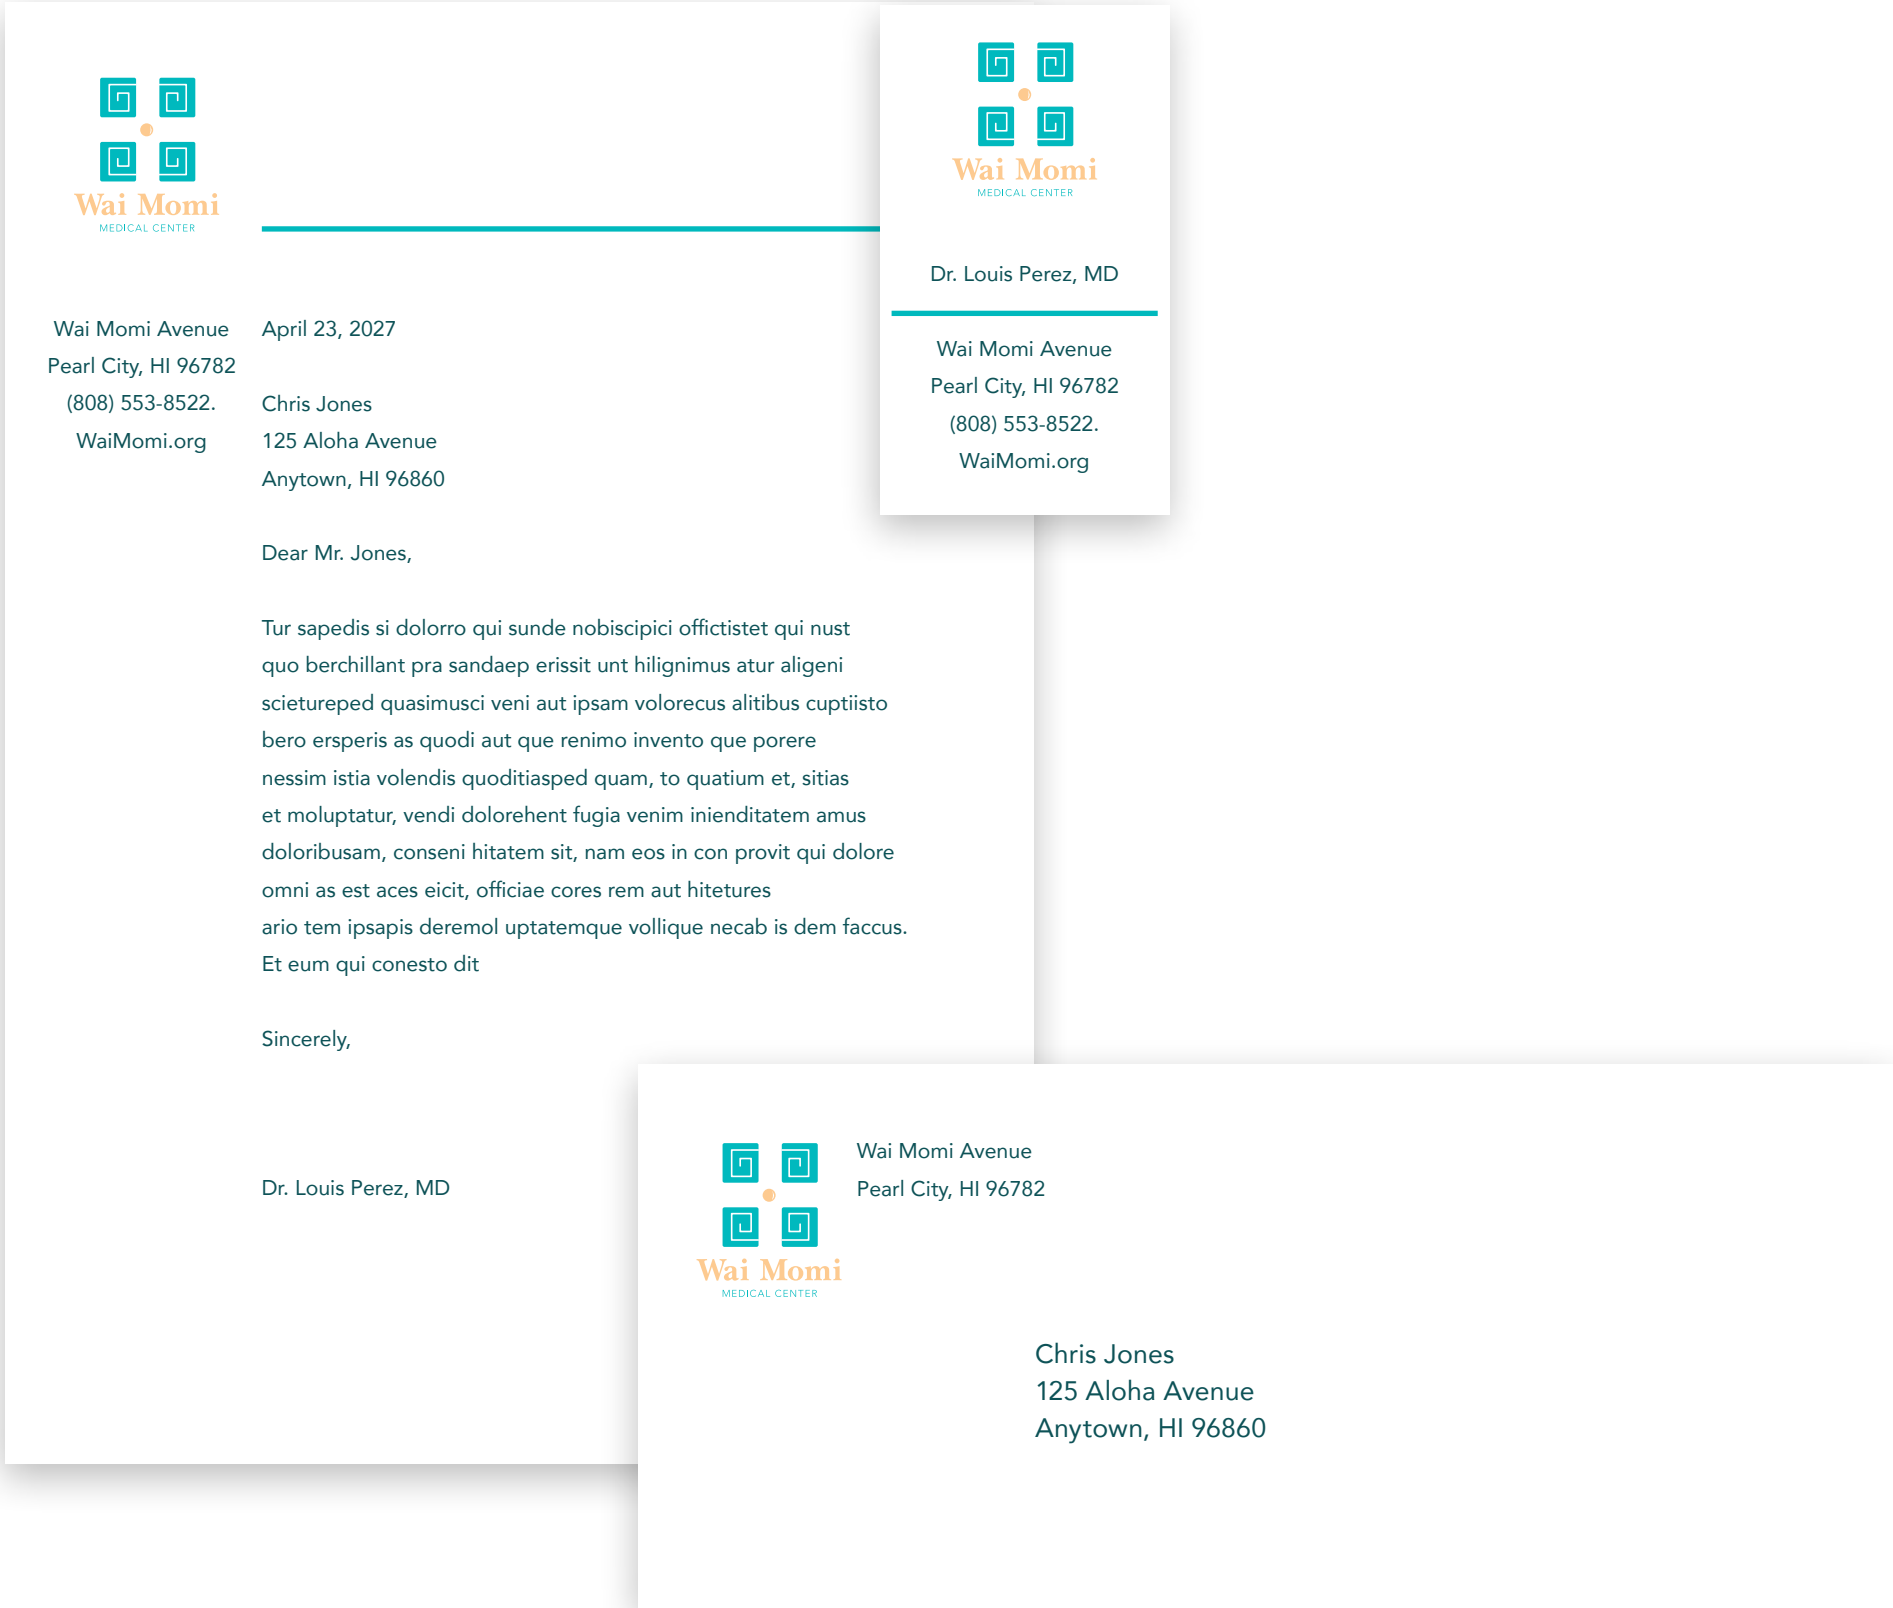 Wai Momi
MEDICAL CENTER
Wai Momi Avenue
Pearl City, HI 96782
(808) 553-8522.
WaiMomi.org
April 23, 2027
Chris Jones
125 Aloha Avenue
Anytown, HI 96860
Dear Mr. Jones,
Tur sapedis si dolorro qui sunde nobiscipici offictistet qui nust
quo berchillant pra sandaep erissit unt hilignimus atur aligeni
scietureped quasimusci veni aut ipsam volorecus alitibus cuptiisto
bero ersperis as quodi aut que renimo invento que porere
nessim istia volendis quoditiasped quam, to quatium et, sitias
et moluptatur, vendi dolorehent fugia venim inienditatem amus
doloribusam, conseni hitatem sit, nam eos in con provit qui dolore
omni as est aces eicit, officiae cores rem aut hitetures
ario tem ipsapis deremol uptatemque vollique necab is dem faccus.
Et eum qui conesto dit
Sincerely,
Dr. Louis Perez, MD
Wai Momi
MEDICAL CENTER
Dr. Louis Perez, MD
Wai Momi Avenue
Pearl City, HI 96782
(808) 553-8522.
WaiMomi.org
Wai Momi
MEDICAL CENTER
Wai Momi Avenue
Pearl City, HI 96782
Chris Jones
125 Aloha Avenue
Anytown, HI 96860